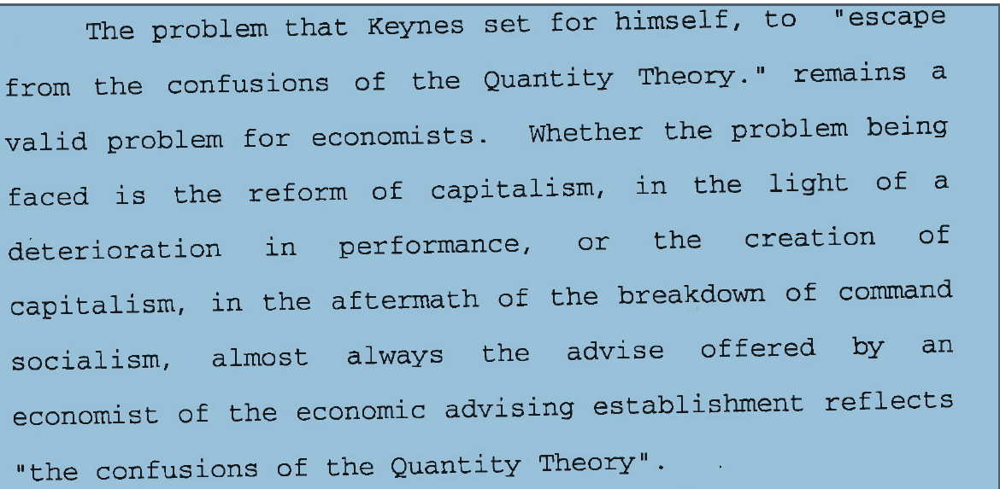 The problem that Keynes set for himself, to "escape
from the confusions of the Quantity Theory." remains a
valid problem for economists. Whether the problem being
faced is the reform of capitalism, in the light of a
deterioration in performance, or the creation of
capitalism, in the aftermath of the breakdown of command
socialism, almost always the advise offered by an
economist of the economic advising establishment reflects
"the confusions of the Quantity Theory".